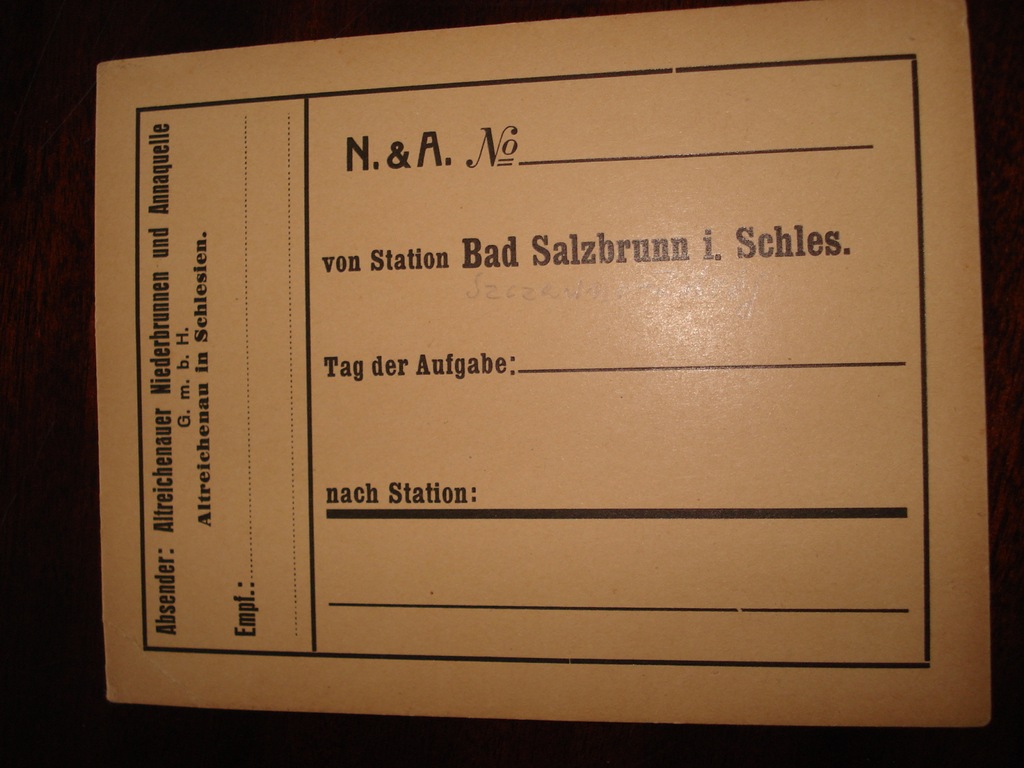 Absender: Altreichenauer Niederbrunnen und Annaquelle
G. m. b. H.
Altreichenau in Schlesien.
Empf.:
N. & A. No
von Station Bad Salzbrunn i. Schles.
Tag der Aufgabe:
nach Station: